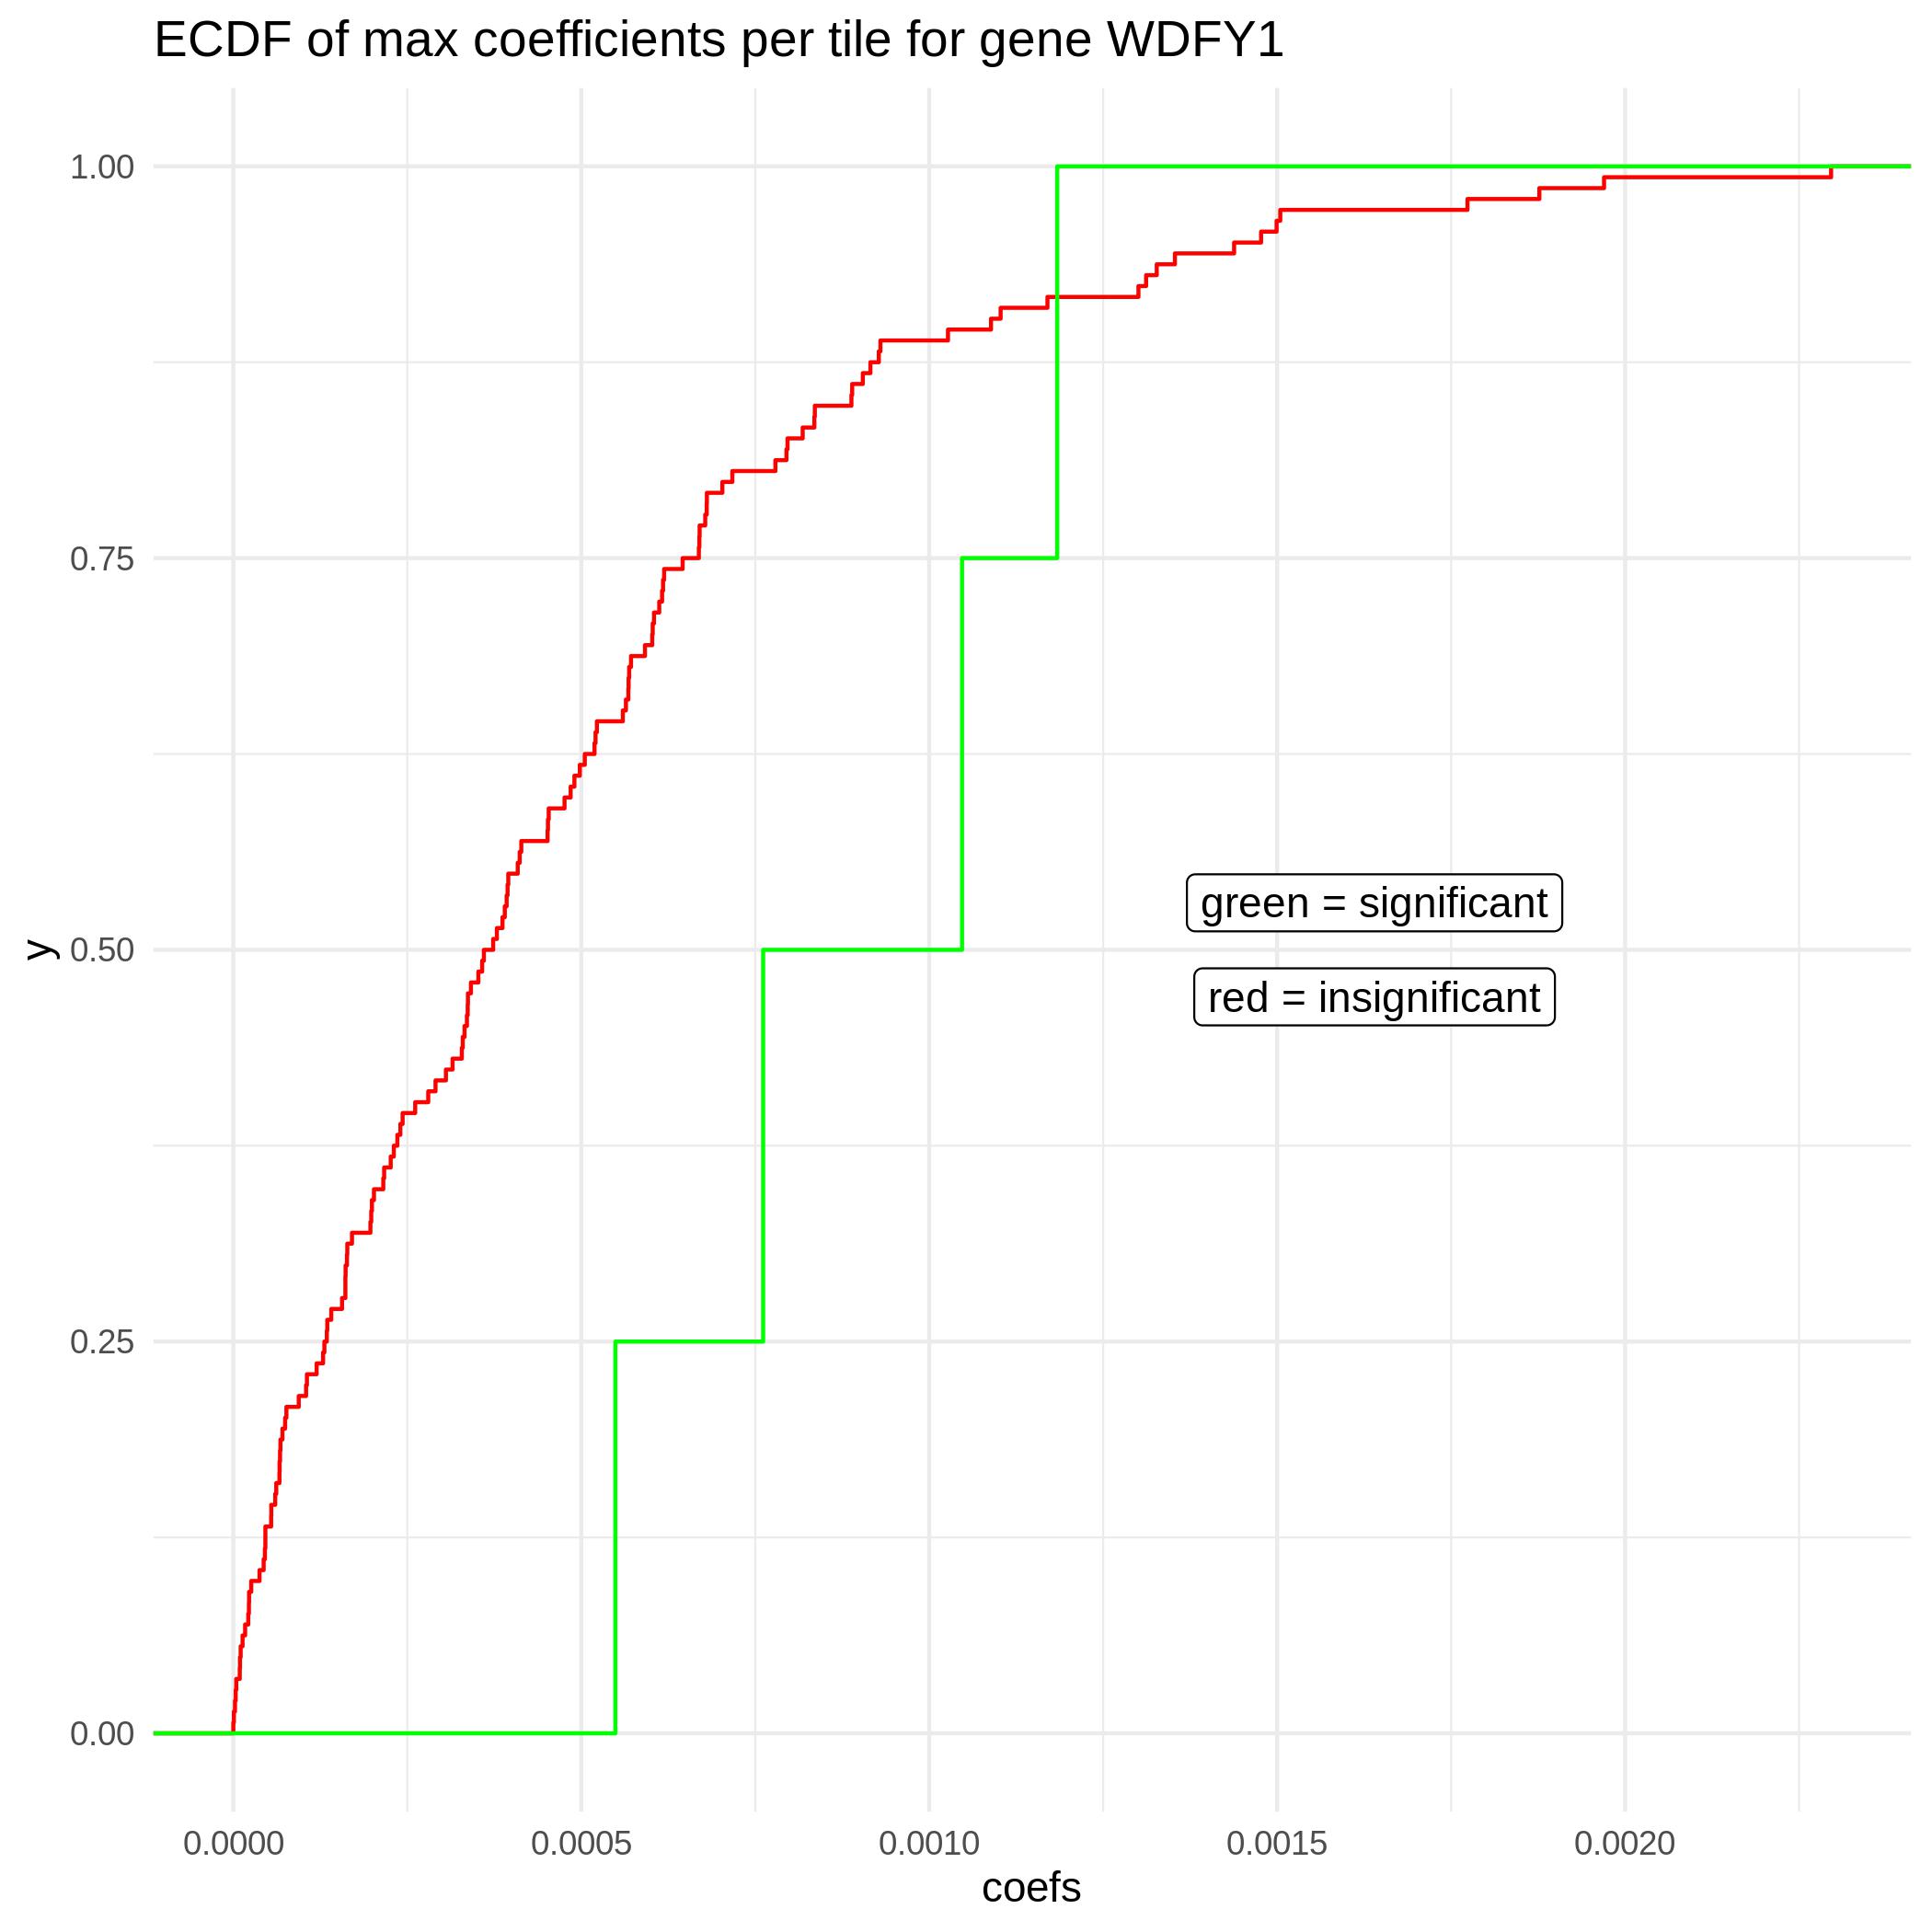 ECDF of max coefficients per tile for gene WDFY1
y
1.00
0.75
0.50
0.25
0.00
green = significant
red = insignificant
0.0000 0.0005 0.0010 0.0015 0.0020
coefs